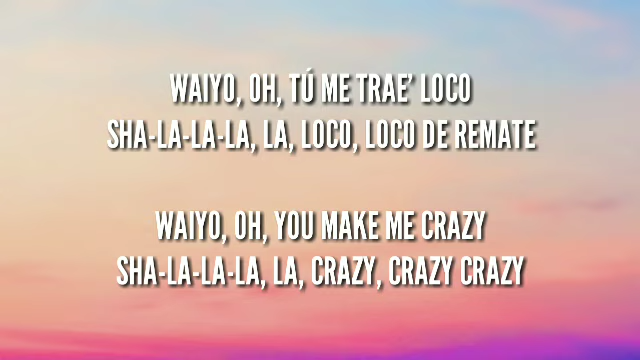 WAIYO, OH, TÚ ME TRAE' LOCO
SHA-LA-LA-LA, LA, LOCO, LOCO DE REMATE
WAIYO, OH, YOU MAKE ME CRAZY
SHA-LA-LA-LA, LA, CRAZY, CRAZY CRAZY